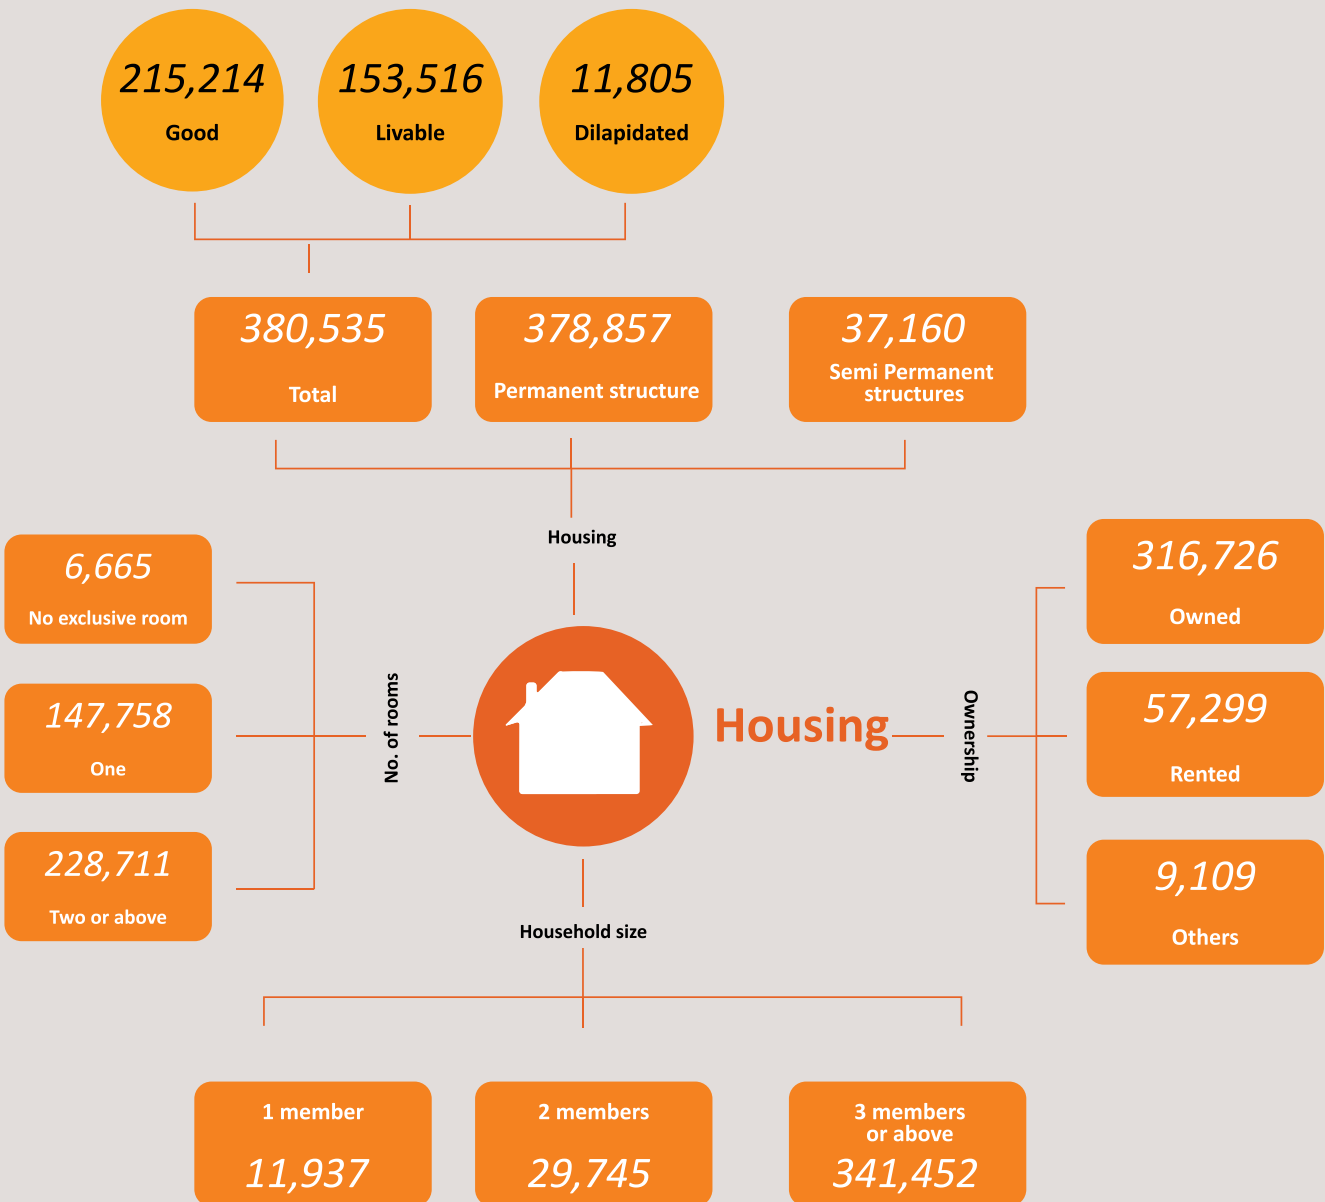 215,214
Good
153,516
Livable
11,805
Dilapidated
380,535
Total
378,857
Permanent structure
37,160
Semi Permanent
structures
Housing
6,665
No exclusive room
147,758
One
228,711
Two or above
No. of rooms
Housing
Ownership
316,726
Owned
57,299
Rented
9,109
Others
Household size
1 member
11,937
2 members
29,745
3 members
or above
341,452